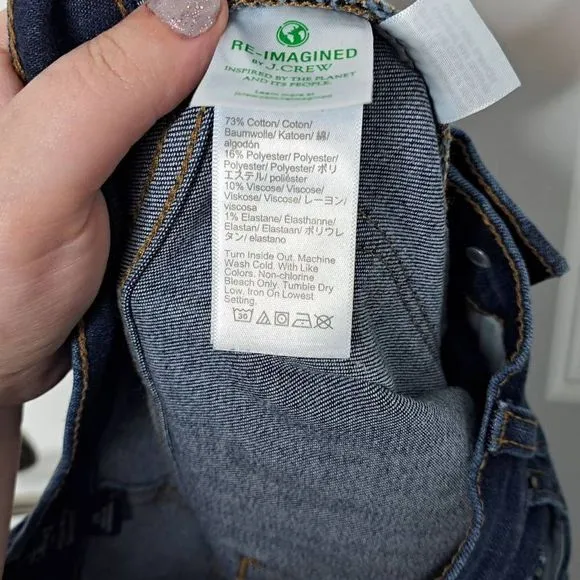 RE-IMAGINED
BY J.CREW
INSPIRED BY THE PLANET
AND ITS PEOPLE.
Learn more at
73% Cotton/ Coton/
Baumwolle/ Katoen/ 綿/
algodón
16% Polyester/ Polyester/
Polyester/ Polyester/ ポリ
エステル/ poliéster
10% Viscose/ Viscose/
Viskose/ Viscose/ レーヨン/
viscosa
1% Elastane/ Élasthanne/
Elastan/ Elastaan/ ポリウレ
タン/ elastano
Turn Inside Out. Machine
Wash Cold. With Like
Colors. Non-chlorine
Bleach Only. Tumble Dry
Low. Iron On Lowest
Setting.
30